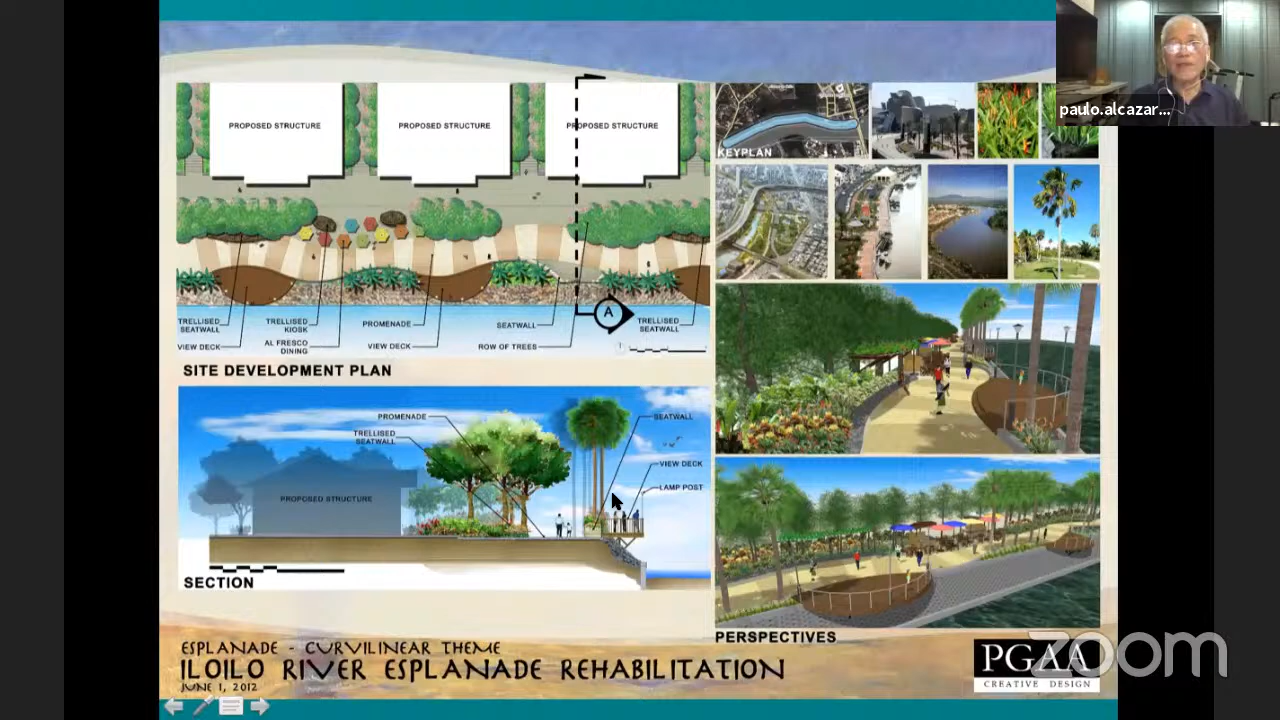 paulo.alcazar...
PROPOSED STRUCTURE
PROPOSED STRUCTURE
PROPOSED STRUCTURE
KEYPLAN
A
TRELLISED
SEATWALL
TRELLISED
KIOSK
PROMENADE
SEATWALL
TRELLISED
SEATWALL
VIEW DECK
AL FRESCO
DINING
VIEW DECK
ROW OF TREES
SITE DEVELOPMENT PLAN
PROMENADE
TRELLISED
SEATWALL
SEATWALL
VIEW DECK
LAMP POST
PROPOSED STRUCTURE
SECTION
PERSPECTIVES
ESPLANADE - CURVILINEAR THEME
ILOILO RIVER ESPLANADE REHABILITATION
JUNE 1, 2012
PGAA
CREATIVE DESIGN
zoom